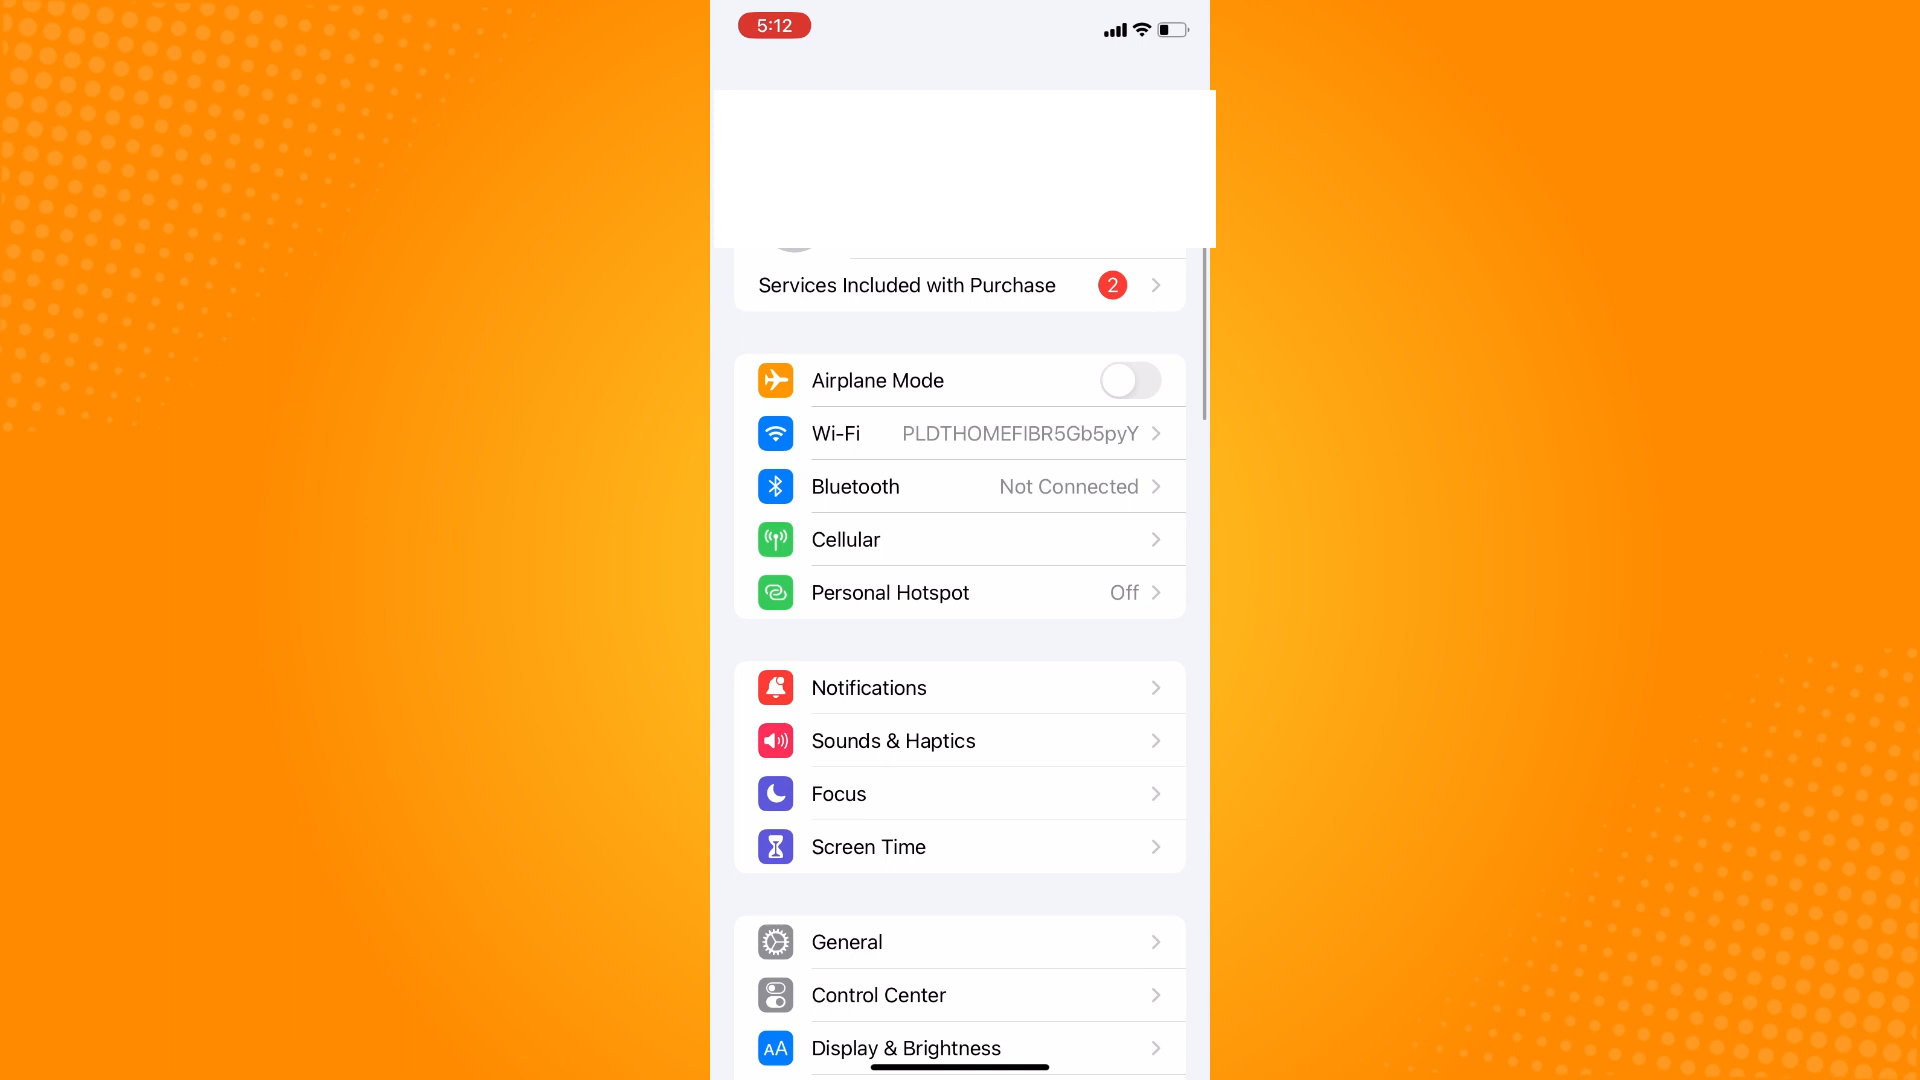 5:12
Services Included with Purchase 2
Airplane Mode
Wi-Fi PLDTHOMEFIBR5Gb5pyY
Bluetooth Not Connected
Cellular
Personal Hotspot Off
Notifications
Sounds & Haptics
Focus
Screen Time
General
Control Center
AA Display & Brightness